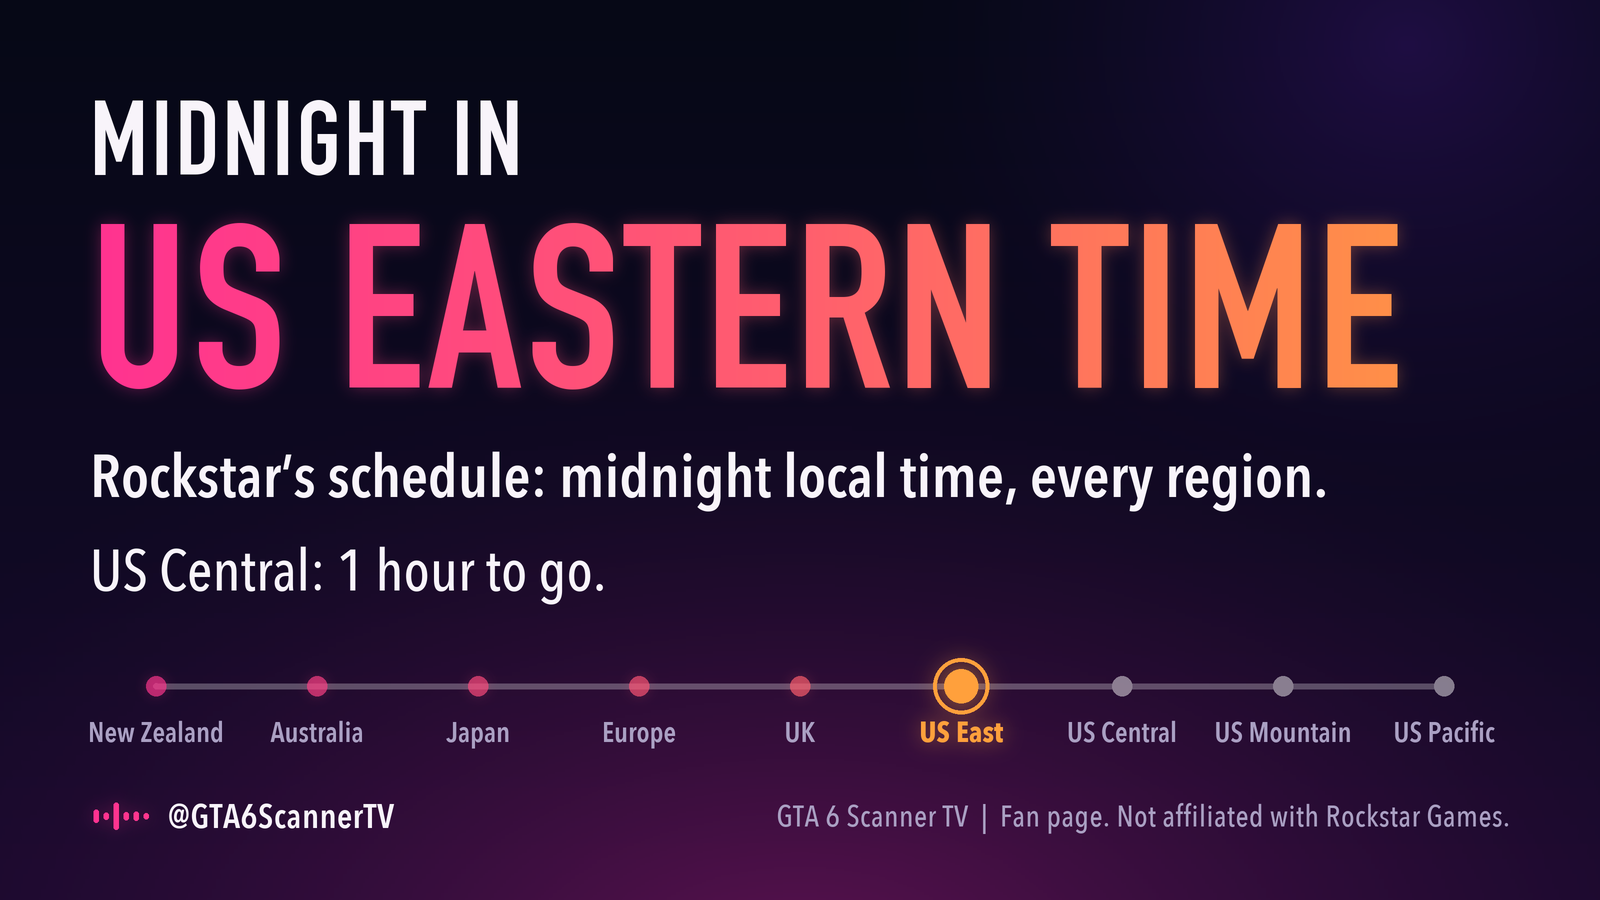 MIDNIGHT IN
US EASTERN TIME
Rockstar’s schedule: midnight local time, every region.
US Central: 1 hour to go.
New Zealand Australia Japan Europe UK US East US Central US Mountain US Pacific
@GTA6ScannerTV GTA 6 Scanner TV | Fan page. Not affiliated with Rockstar Games.